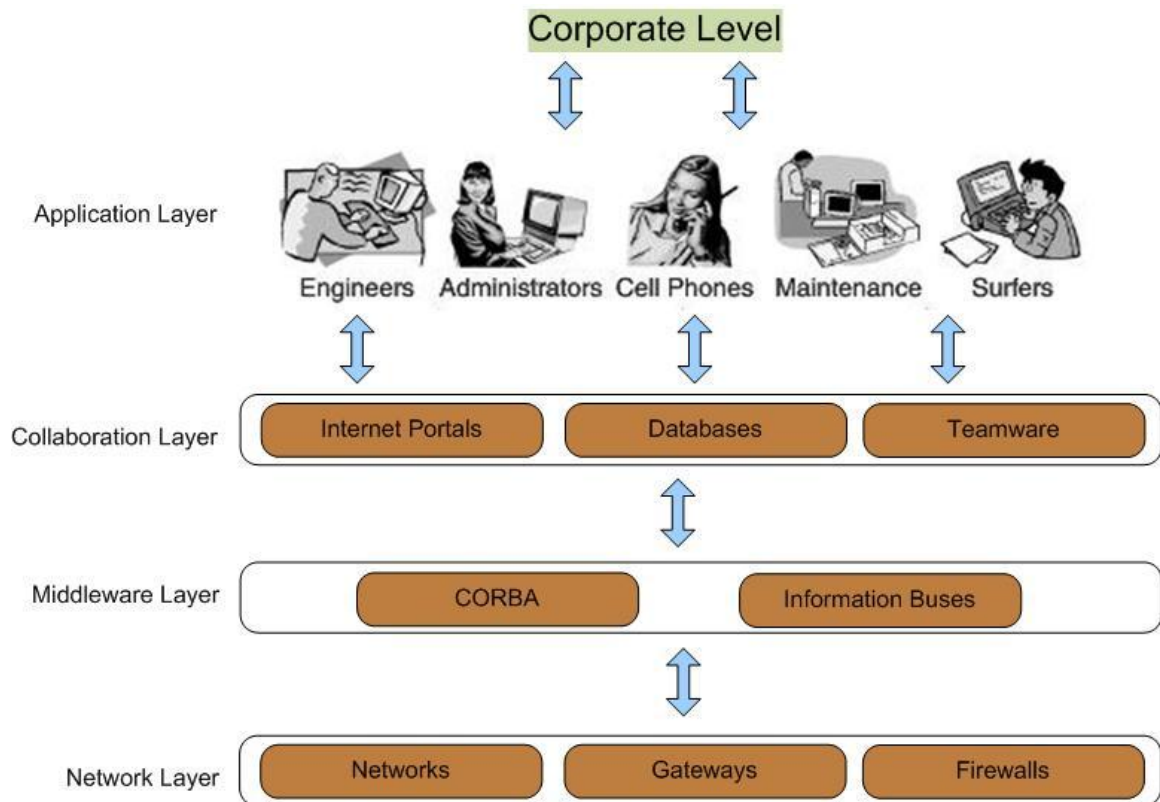 Corporate Level
Application Layer
Engineers Administrators Cell Phones Maintenance Surfers
Collaboration Layer
Internet Portals Databases Teamware
Middleware Layer
CORBA Information Buses
Network Layer
Networks Gateways Firewalls